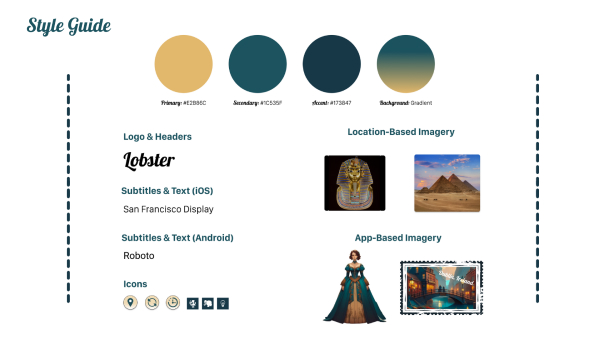 Style Guide
Primary: #E2B86C
Secondary: #1C535F
Accent: #173847
Background: Gradient
Logo & Headers
Lobster
Subtitles & Text (iOS)
San Francisco Display
Subtitles & Text (Android)
Roboto
Icons
Location-Based Imagery
App-Based Imagery